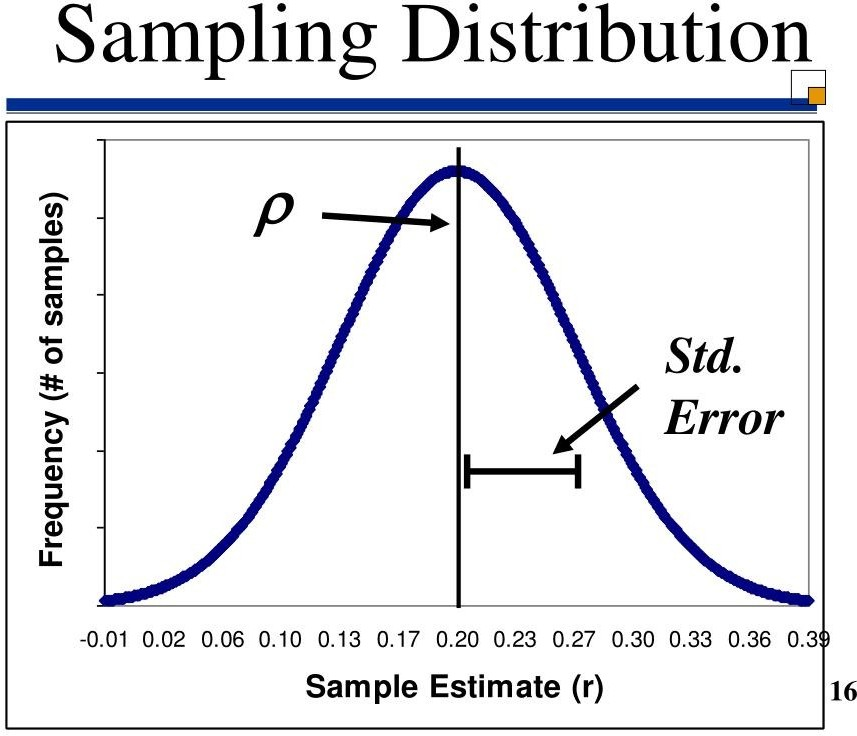 Sampling Distribution
ρ
Std.
Error
Frequency (# of samples)
-0.01 0.02 0.06 0.10 0.13 0.17 0.20 0.23 0.27 0.30 0.33 0.36 0.39
Sample Estimate (r)
16